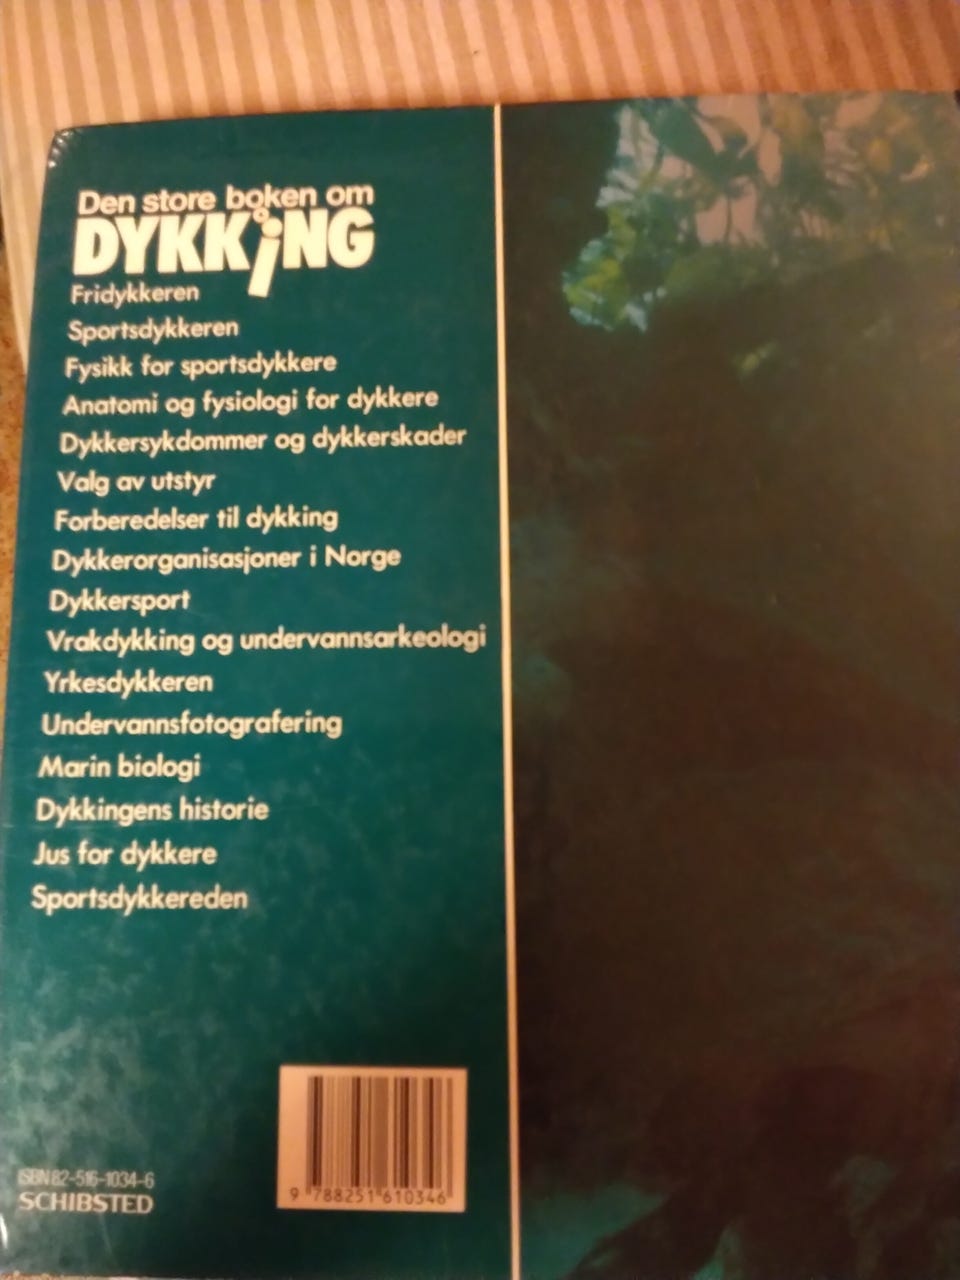 Den store boken om
DYKKING
Fridykkeren
Sportsdykkeren
Fysikk for sportsdykkere
Anatomi og fysiologi for dykkere
Dykkersykdommer og dykkerskader
Valg av utstyr
Forberedelser til dykking
Dykkerorganisasjoner i Norge
Dykkersport
Vrakdykking og undervannsarkeologi
Yrkesdykkeren
Undervannsfotografering
Marin biologi
Dykkingens historie
Jus for dykkere
Sportsdykkereden
9 788251 610346
ISBN 82-516-1034-6
SCHIBSTED